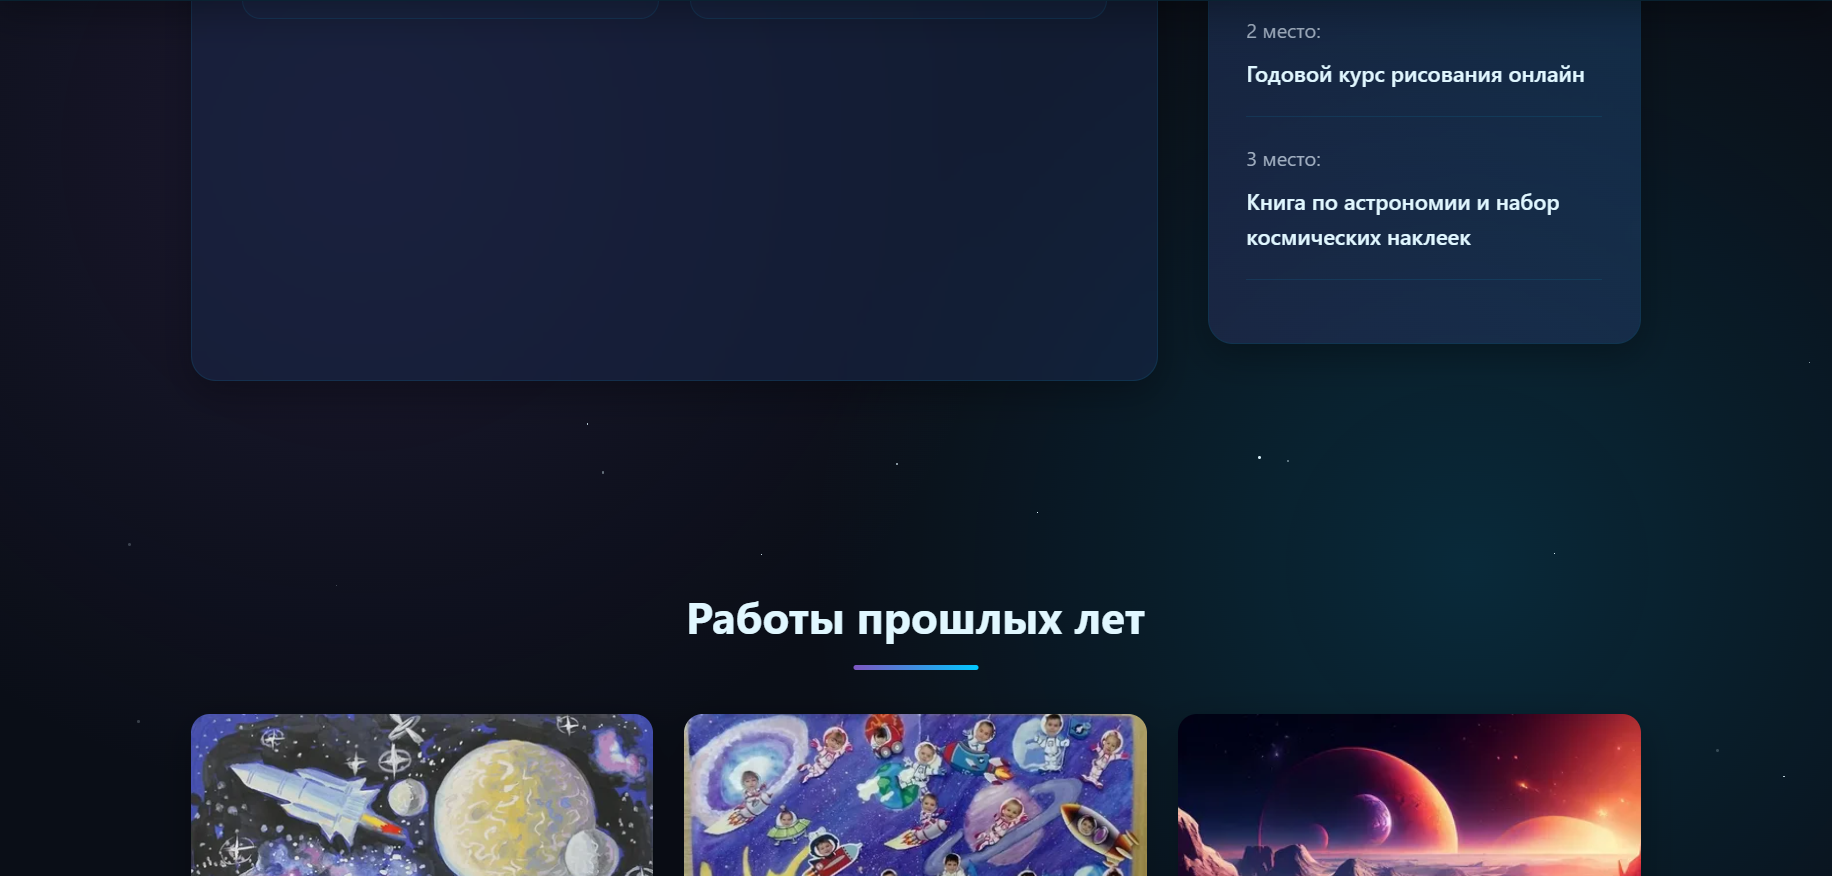 2 место:
Годовой курс рисования онлайн
3 место:
Книга по астрономии и набор
космических наклеек
Работы прошлых лет